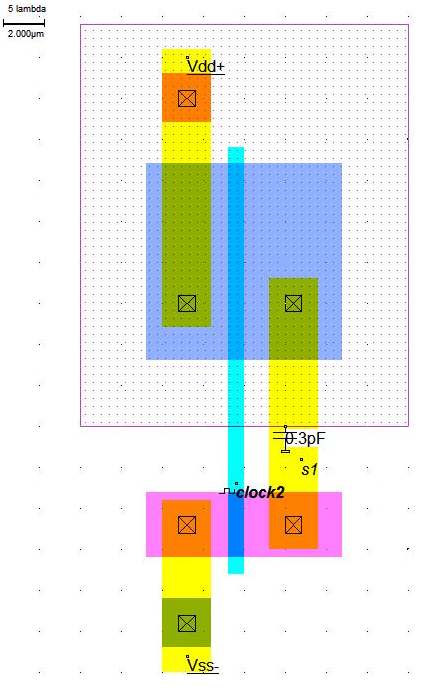 5 lambda
2.000µm
Vdd+
0.3pF
s1
clock2
Vss-